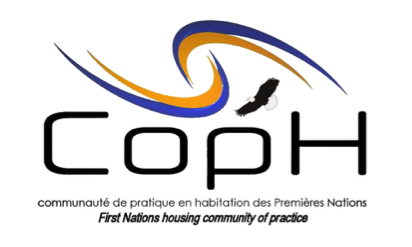 CopH
communauté de pratique en habitation des Premières Nations
First Nations housing community of practice